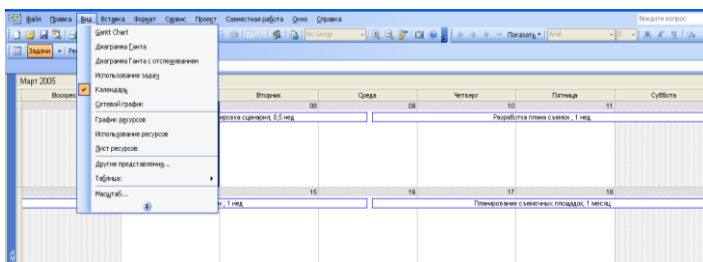 Файл Правка Вид Вставка Формат Сервис Проект Совместная работа Окно Справка Введите вопрос
No Group Показать Arial 8 Ж К Ч
Задачи Ре
Gantt Chart
Диаграмма Ганта
Диаграмма Ганта с отслеживанием
Использование задач
Календарь
Сетевой график
График ресурсов
Использование ресурсов
Лист ресурсов
Другие представления...
Таблица:
Масштаб...
Март 2005
Воскрес Вторник Среда Четверг Пятница Суббота
08 09 10 11
ировка сценария; 0,5 нед Разработка плана съемок ; 1 нед
15 16 17 18
к ; 1 нед Планирование съемочных площадок; 1 месяц